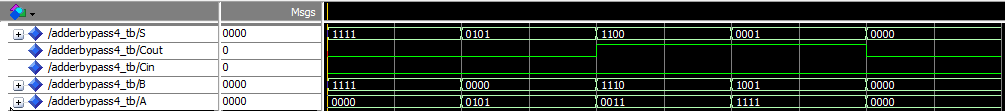 Msgs
/adderbypass4_tb/S 0000 1111 0101 1100 0001 0000
/adderbypass4_tb/Cout 0
/adderbypass4_tb/Cin 0
/adderbypass4_tb/B 0000 1111 0000 1110 1001 0000
/adderbypass4_tb/A 0000 0000 0101 0011 1111 0000